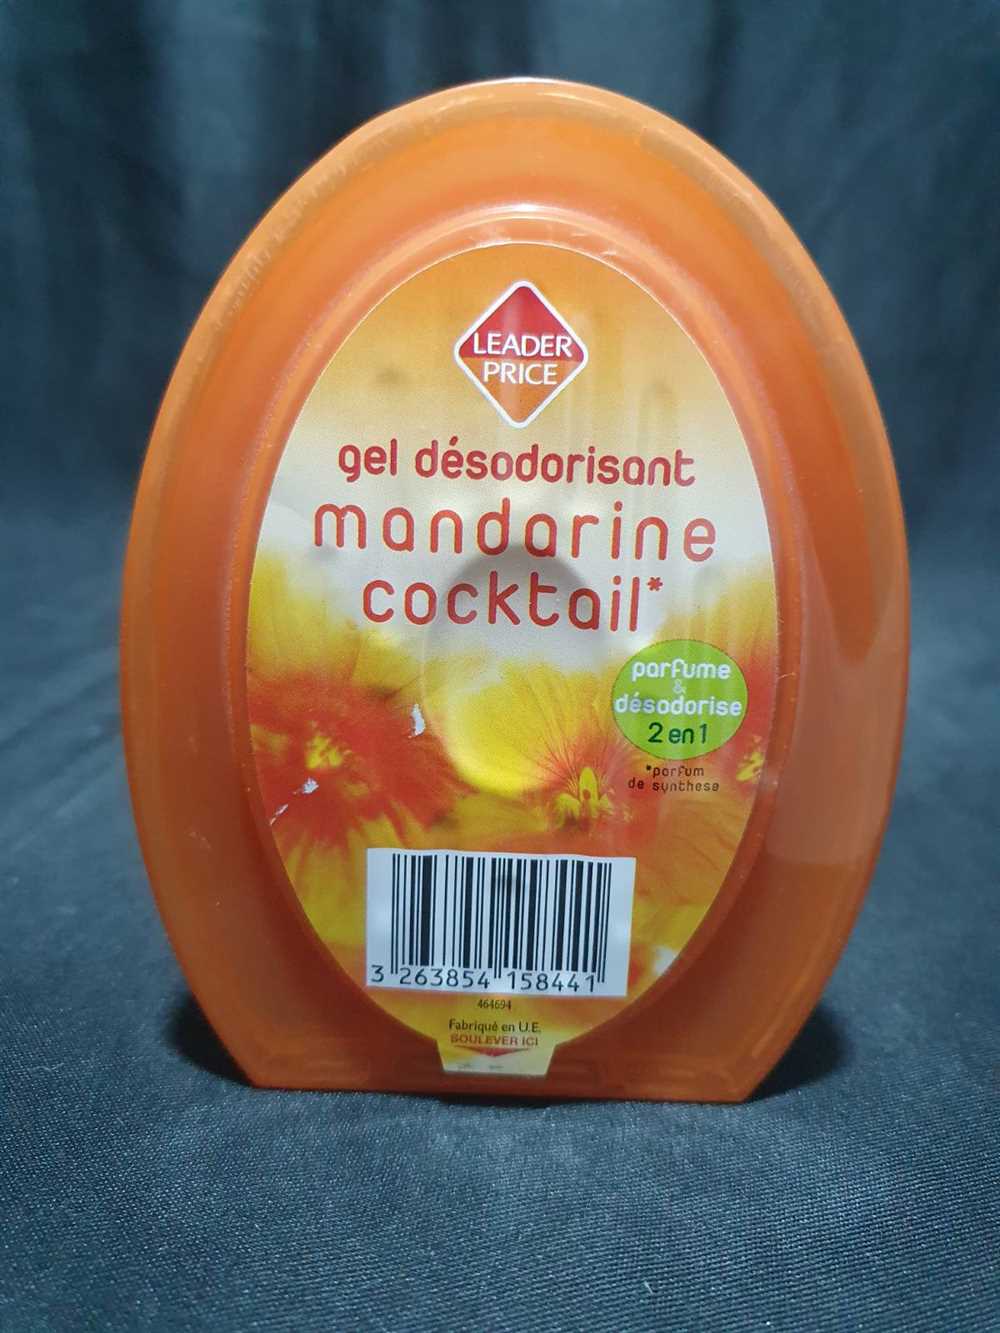 LEADER
PRICE
gel désodorisant
mandarine
cocktail*
parfume
&
désodorise
2 en 1
*parfum
de synthese
3 263854 158441
464694
Fabriqué en U.E.
SOULEVER ICI